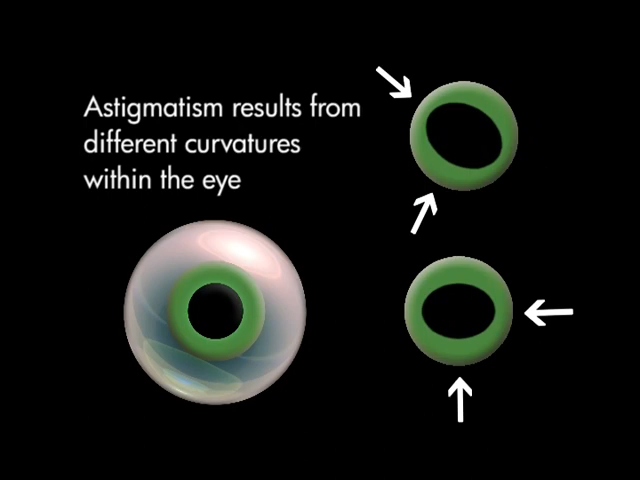 Astigmatism results from
different curvatures
within the eye